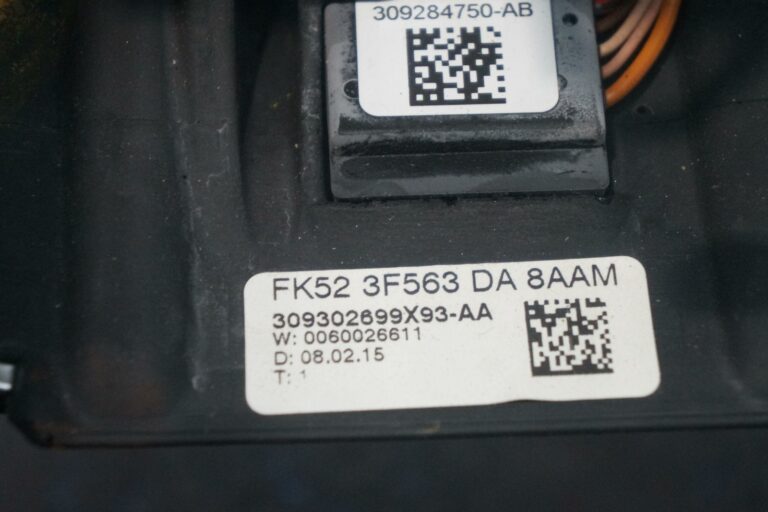 309284750-AB
FK52 3F563 DA 8AAM
309302699X93-AA
W: 0060026611
D: 08.02.15
T: 1